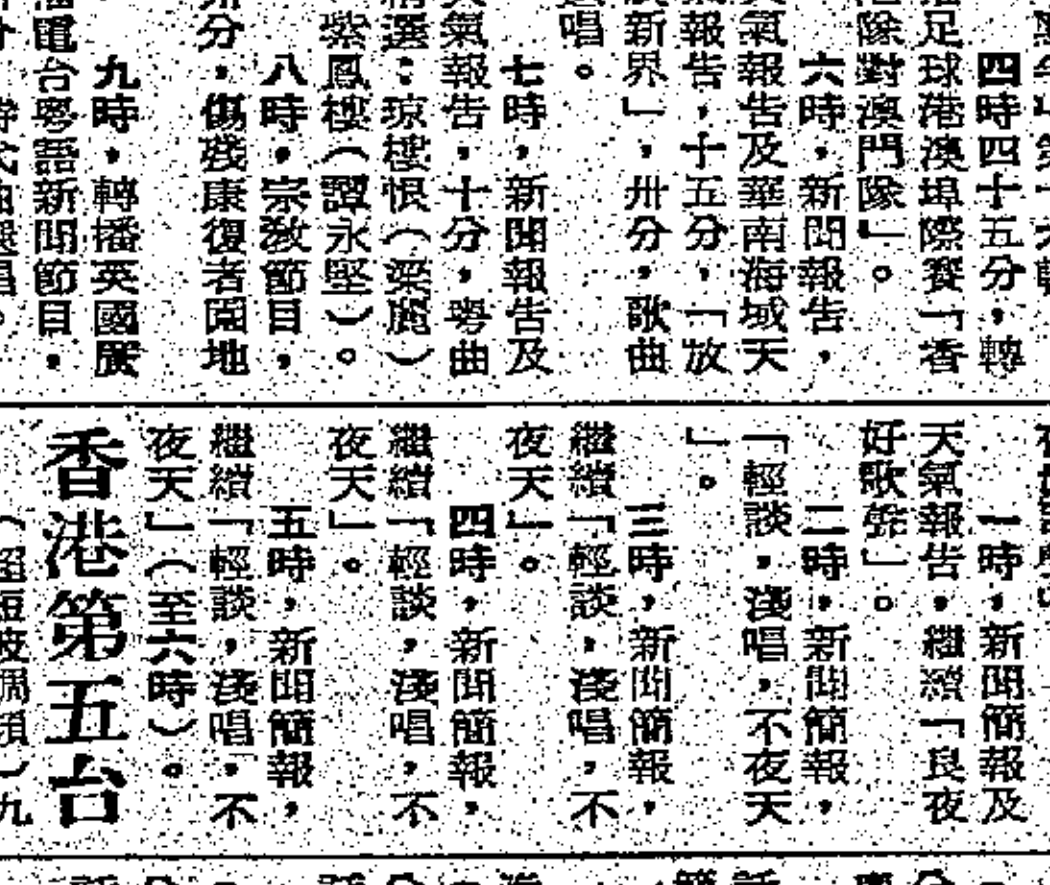 四時四十五分，轉
足球港澳埠際賽「香
港隊對澳門隊」。
六時，新聞報告，
天氣報告及華南海域天
氣報告，十五分，「放
眼新界」，卅分，歌曲
選唱。
七時，新聞報告及
天氣報告，十分，粵曲
精選：琼樓恨（梁麗）
紫鳳樓（譚永堅）。
八時，宗教節目，
卅分，傷殘康復者園地
九時，轉播英國廣
播電台粵語新聞節目，
一時，新聞簡報及
天氣報告，繼續「良夜
好歌聲」。
二時，新聞簡報，
「輕談，淺唱，不夜天
」。
三時，新聞簡報，
繼續「輕談，淺唱，不
夜天」。
四時，新聞簡報，
繼續「輕談，淺唱，不
夜天」。
五時，新聞簡報，
繼續「輕談，淺唱，不
夜天」（至六時）。
香港第五台